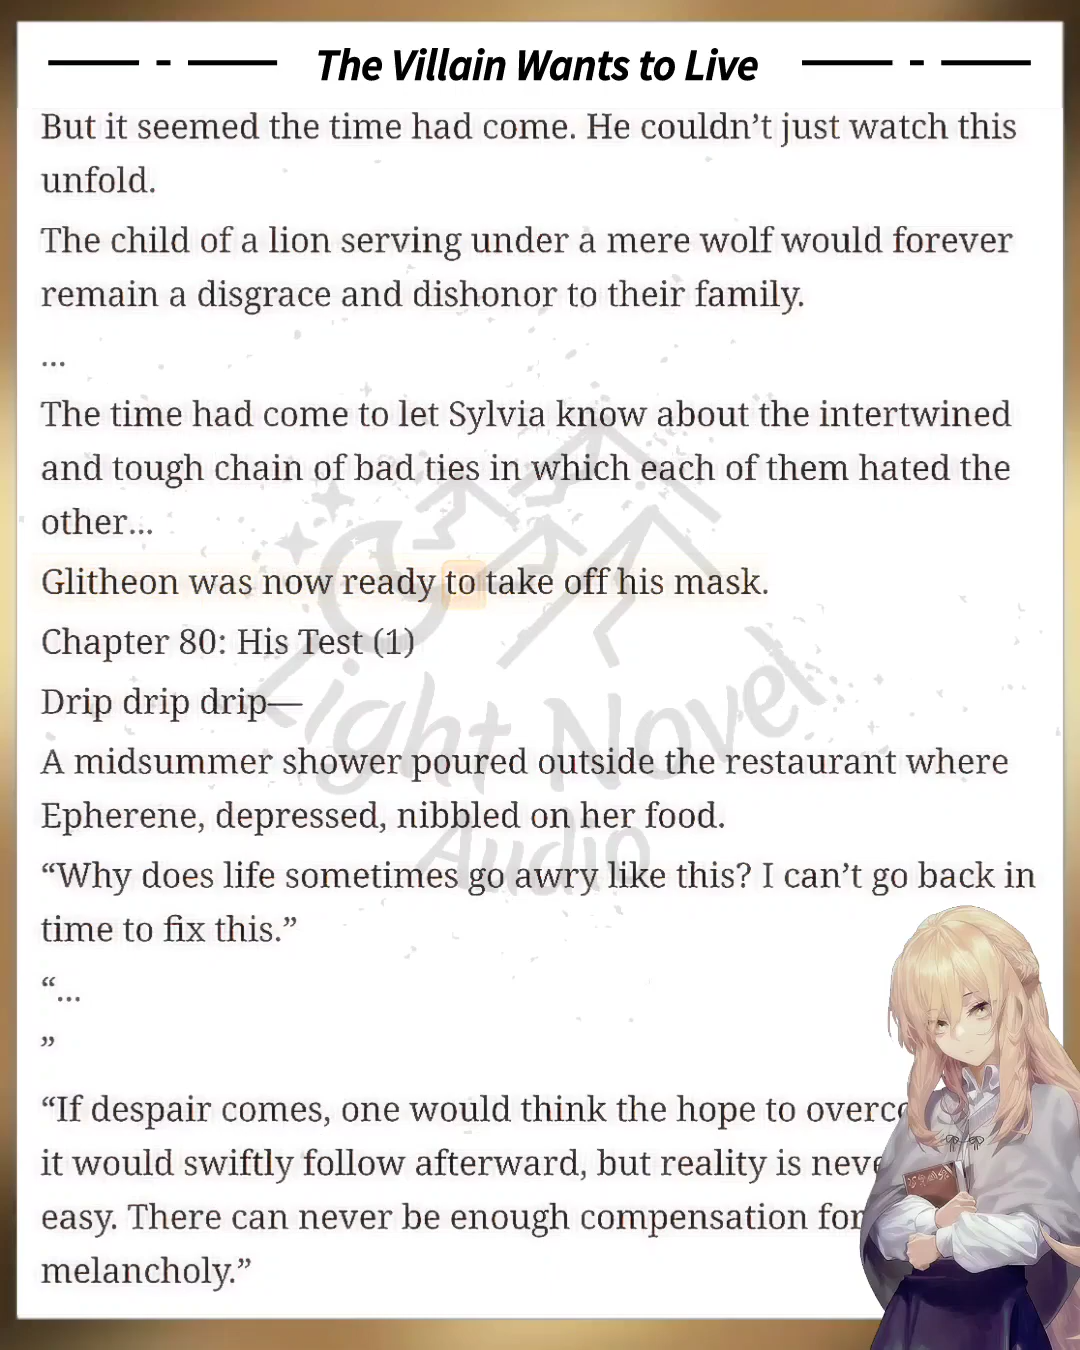 The Villain Wants to Live
But it seemed the time had come. He couldn’t just watch this
unfold.
The child of a lion serving under a mere wolf would forever
remain a disgrace and dishonor to their family.
...
The time had come to let Sylvia know about the intertwined
and tough chain of bad ties in which each of them hated the
other...
Glitheon was now ready to take off his mask.
Chapter 80: His Test (1)
Drip drip drip—
A midsummer shower poured outside the restaurant where
Epherene, depressed, nibbled on her food.
“Why does life sometimes go awry like this? I can’t go back in
time to fix this.”
“...
”
“If despair comes, one would think the hope to
it would swiftly follow afterward, but reality is
easy. There can never be enough compensation for
melancholy.”
Light Novel
Audio